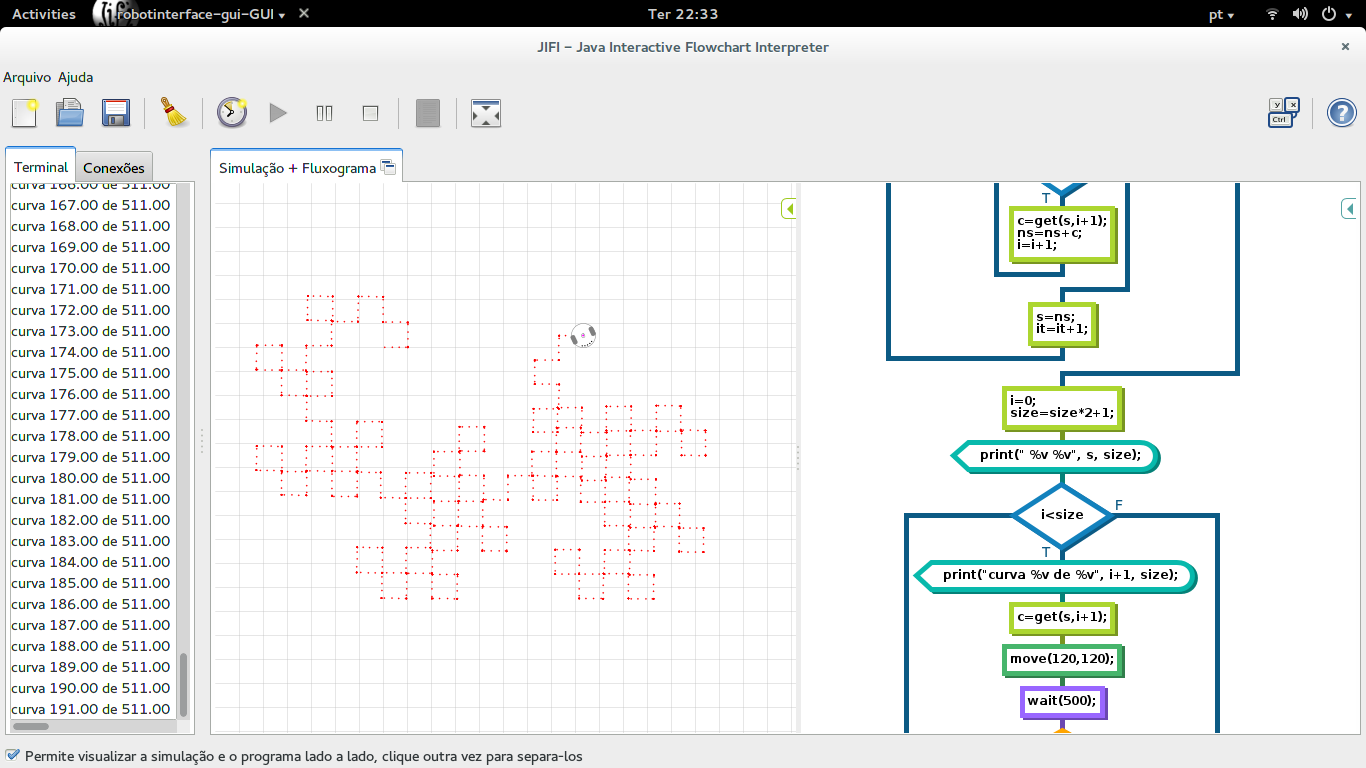 Activities
robotinterface-gui-GUI
Ter 22:33
pt
JIFI – Java Interactive Flowchart Interpreter
Arquivo Ajuda
y x
Ctrl
?
Terminal
Conexões
Simulação + Fluxograma
curva 166.00 de 511.00
curva 167.00 de 511.00
curva 168.00 de 511.00
curva 169.00 de 511.00
curva 170.00 de 511.00
curva 171.00 de 511.00
curva 172.00 de 511.00
curva 173.00 de 511.00
curva 174.00 de 511.00
curva 175.00 de 511.00
curva 176.00 de 511.00
curva 177.00 de 511.00
curva 178.00 de 511.00
curva 179.00 de 511.00
curva 180.00 de 511.00
curva 181.00 de 511.00
curva 182.00 de 511.00
curva 183.00 de 511.00
curva 184.00 de 511.00
curva 185.00 de 511.00
curva 186.00 de 511.00
curva 187.00 de 511.00
curva 188.00 de 511.00
curva 189.00 de 511.00
curva 190.00 de 511.00
curva 191.00 de 511.00
T
c=get(s,i+1);
ns=ns+c;
i=i+1;
s=ns;
it=it+1;
i=0;
size=size*2+1;
print(" %v %v", s, size);
i<size
F
T
print("curva %v de %v", i+1, size);
c=get(s,i+1);
move(120,120);
wait(500);
Permite visualizar a simulação e o programa lado a lado, clique outra vez para separa-los